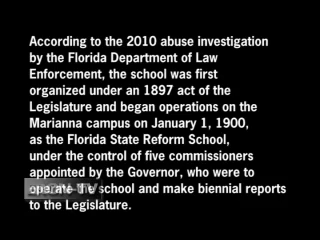 According to the 2010 abuse investigation
by the Florida Department of Law
Enforcement, the school was first
organized under an 1897 act of the
Legislature and began operations on the
Marianna campus on January 1, 1900,
as the Florida State Reform School,
under the control of five commissioners
appointed by the Governor, who were to
operate the school and make biennial reports
to the Legislature.